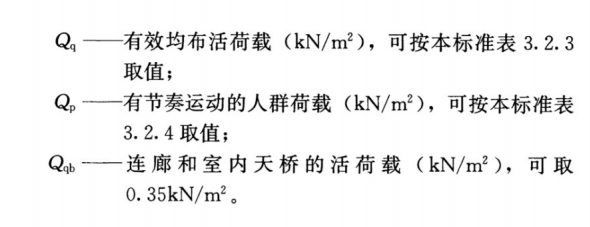 Qq ——有效均布活荷载（kN/m²），可按本标准表 3.2.3
取值；
Qp ——有节奏运动的人群荷载（kN/m²），可按本标准表
3.2.4 取值；
Qqb ——连廊和室内天桥的活荷载（kN/m²），可取
0.35kN/m²。